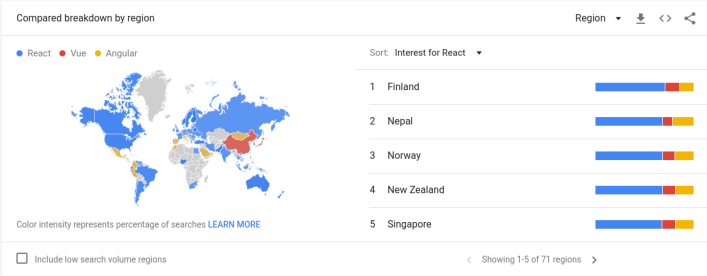 Compared breakdown by region
Region
React Vue Angular
Sort: Interest for React
1 Finland
2 Nepal
3 Norway
4 New Zealand
5 Singapore
Color intensity represents percentage of searches LEARN MORE
Include low search volume regions
Showing 1-5 of 71 regions